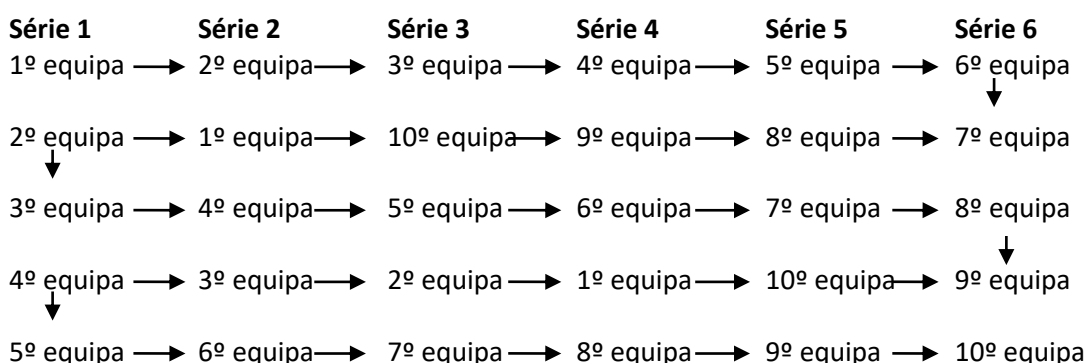 Série 1 Série 2 Série 3 Série 4 Série 5 Série 6
1º equipa 2º equipa 3º equipa 4º equipa 5º equipa 6º equipa
2º equipa 1º equipa 10º equipa 9º equipa 8º equipa 7º equipa
3º equipa 4º equipa 5º equipa 6º equipa 7º equipa 8º equipa
4º equipa 3º equipa 2º equipa 1º equipa 10º equipa 9º equipa
5º equipa 6º equipa 7º equipa 8º equipa 9º equipa 10º equipa